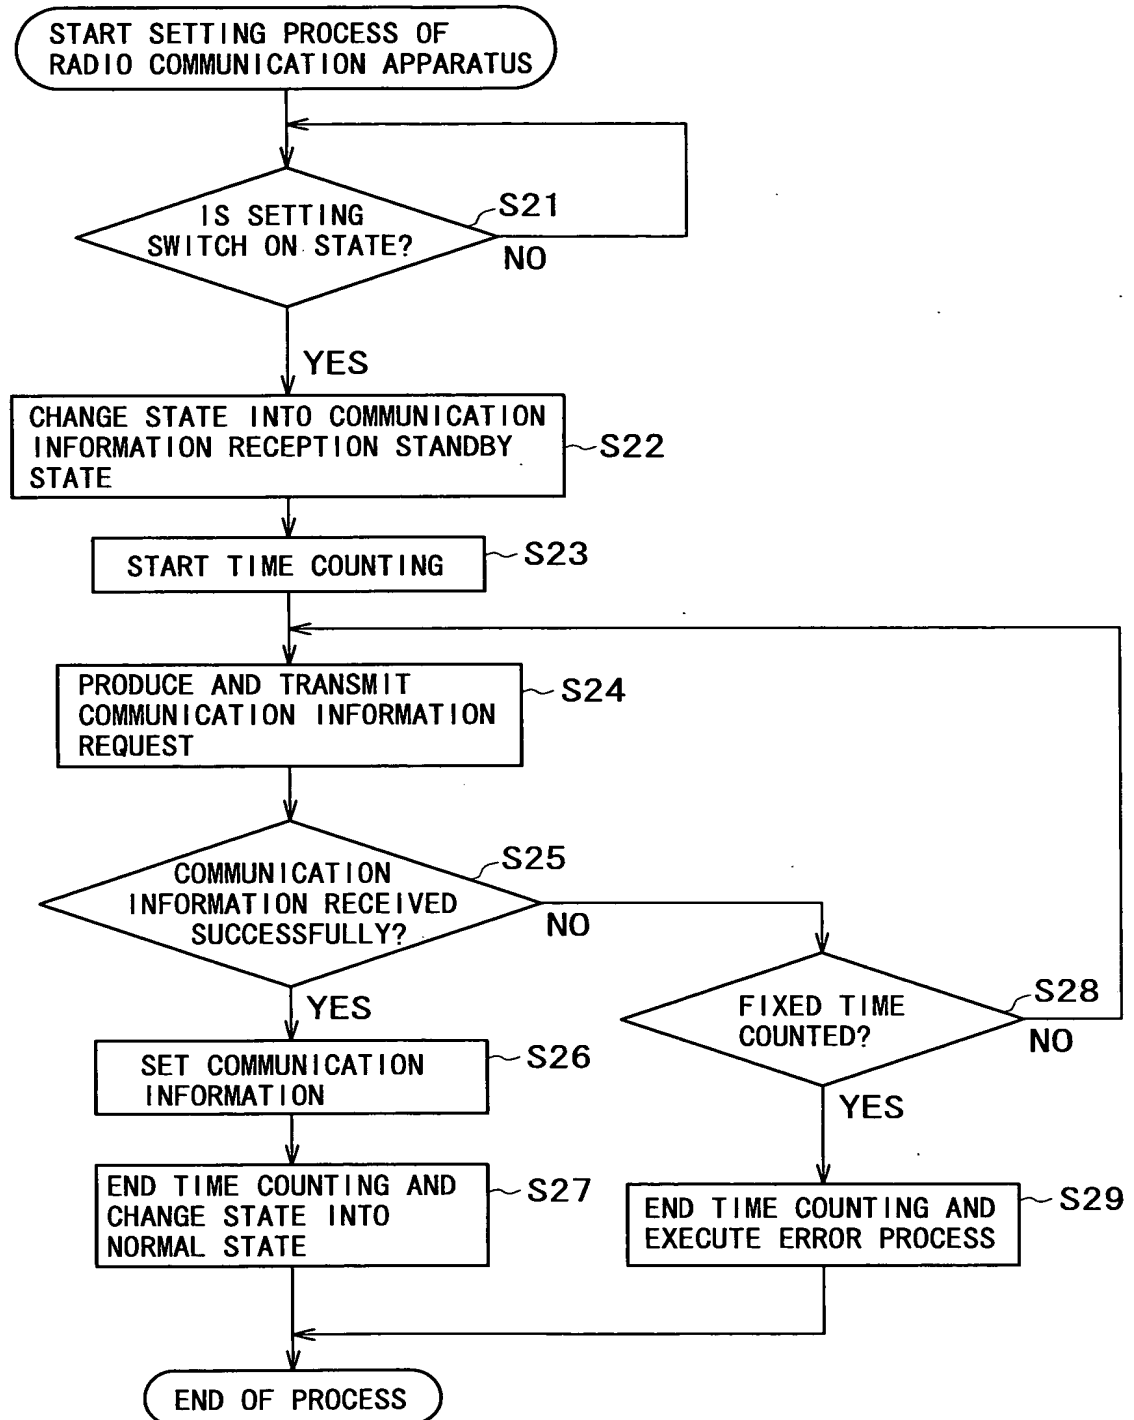 START SETTING PROCESS OF
RADIO COMMUNICATION APPARATUS
IS SETTING
SWITCH ON STATE?
S21
NO
YES
CHANGE STATE INTO COMMUNICATION
INFORMATION RECEPTION STANDBY
STATE
S22
START TIME COUNTING
S23
PRODUCE AND TRANSMIT
COMMUNICATION INFORMATION
REQUEST
S24
COMMUNICATION
INFORMATION RECEIVED
SUCCESSFULLY?
S25
NO
YES
FIXED TIME
COUNTED?
S28
NO
YES
SET COMMUNICATION
INFORMATION
S26
END TIME COUNTING AND
CHANGE STATE INTO
NORMAL STATE
S27
END TIME COUNTING AND
EXECUTE ERROR PROCESS
S29
END OF PROCESS